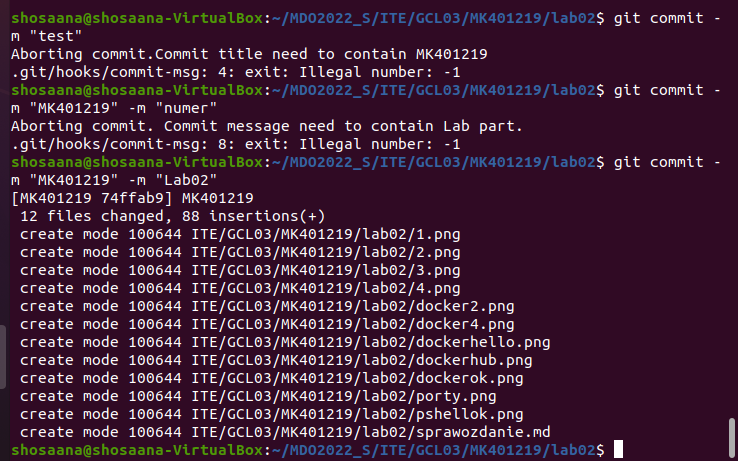 shosaana@shosaana-VirtualBox:~/MDO2022_S/ITE/GCL03/MK401219/lab02$ git commit -
m "test"
Aborting commit.Commit title need to contain MK401219
.git/hooks/commit-msg: 4: exit: Illegal number: -1
shosaana@shosaana-VirtualBox:~/MDO2022_S/ITE/GCL03/MK401219/lab02$ git commit -
m "MK401219" -m "numer"
Aborting commit. Commit message need to contain Lab part.
.git/hooks/commit-msg: 8: exit: Illegal number: -1
shosaana@shosaana-VirtualBox:~/MDO2022_S/ITE/GCL03/MK401219/lab02$ git commit -
m "MK401219" -m "Lab02"
[MK401219 74ffab9] MK401219
 12 files changed, 88 insertions(+)
 create mode 100644 ITE/GCL03/MK401219/lab02/1.png
 create mode 100644 ITE/GCL03/MK401219/lab02/2.png
 create mode 100644 ITE/GCL03/MK401219/lab02/3.png
 create mode 100644 ITE/GCL03/MK401219/lab02/4.png
 create mode 100644 ITE/GCL03/MK401219/lab02/docker2.png
 create mode 100644 ITE/GCL03/MK401219/lab02/docker4.png
 create mode 100644 ITE/GCL03/MK401219/lab02/dockerhello.png
 create mode 100644 ITE/GCL03/MK401219/lab02/dockerhub.png
 create mode 100644 ITE/GCL03/MK401219/lab02/dockerok.png
 create mode 100644 ITE/GCL03/MK401219/lab02/porty.png
 create mode 100644 ITE/GCL03/MK401219/lab02/pshellok.png
 create mode 100644 ITE/GCL03/MK401219/lab02/sprawozdanie.md
shosaana@shosaana-VirtualBox:~/MDO2022_S/ITE/GCL03/MK401219/lab02$